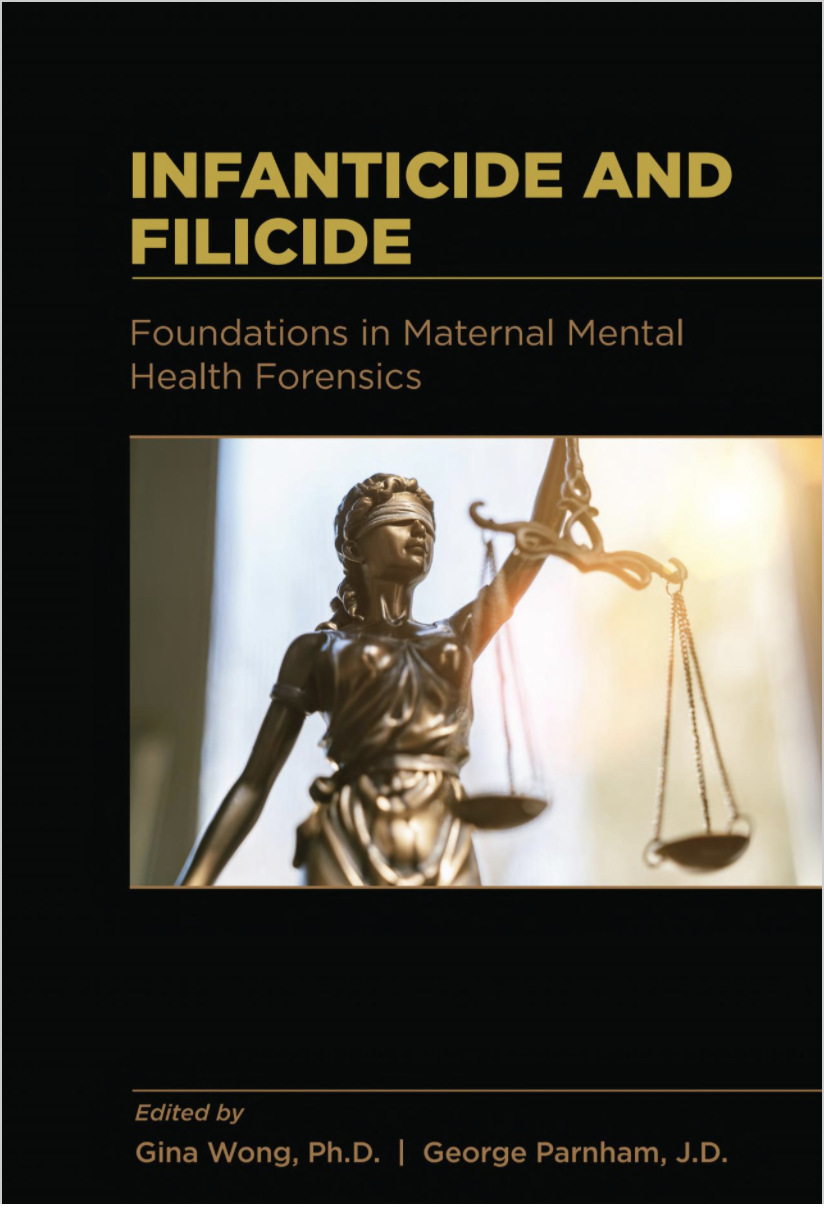 INFANTICIDE AND
FILICIDE
Foundations in Maternal Mental
Health Forensics
Edited by
Gina Wong, Ph.D. | George Parnham, J.D.